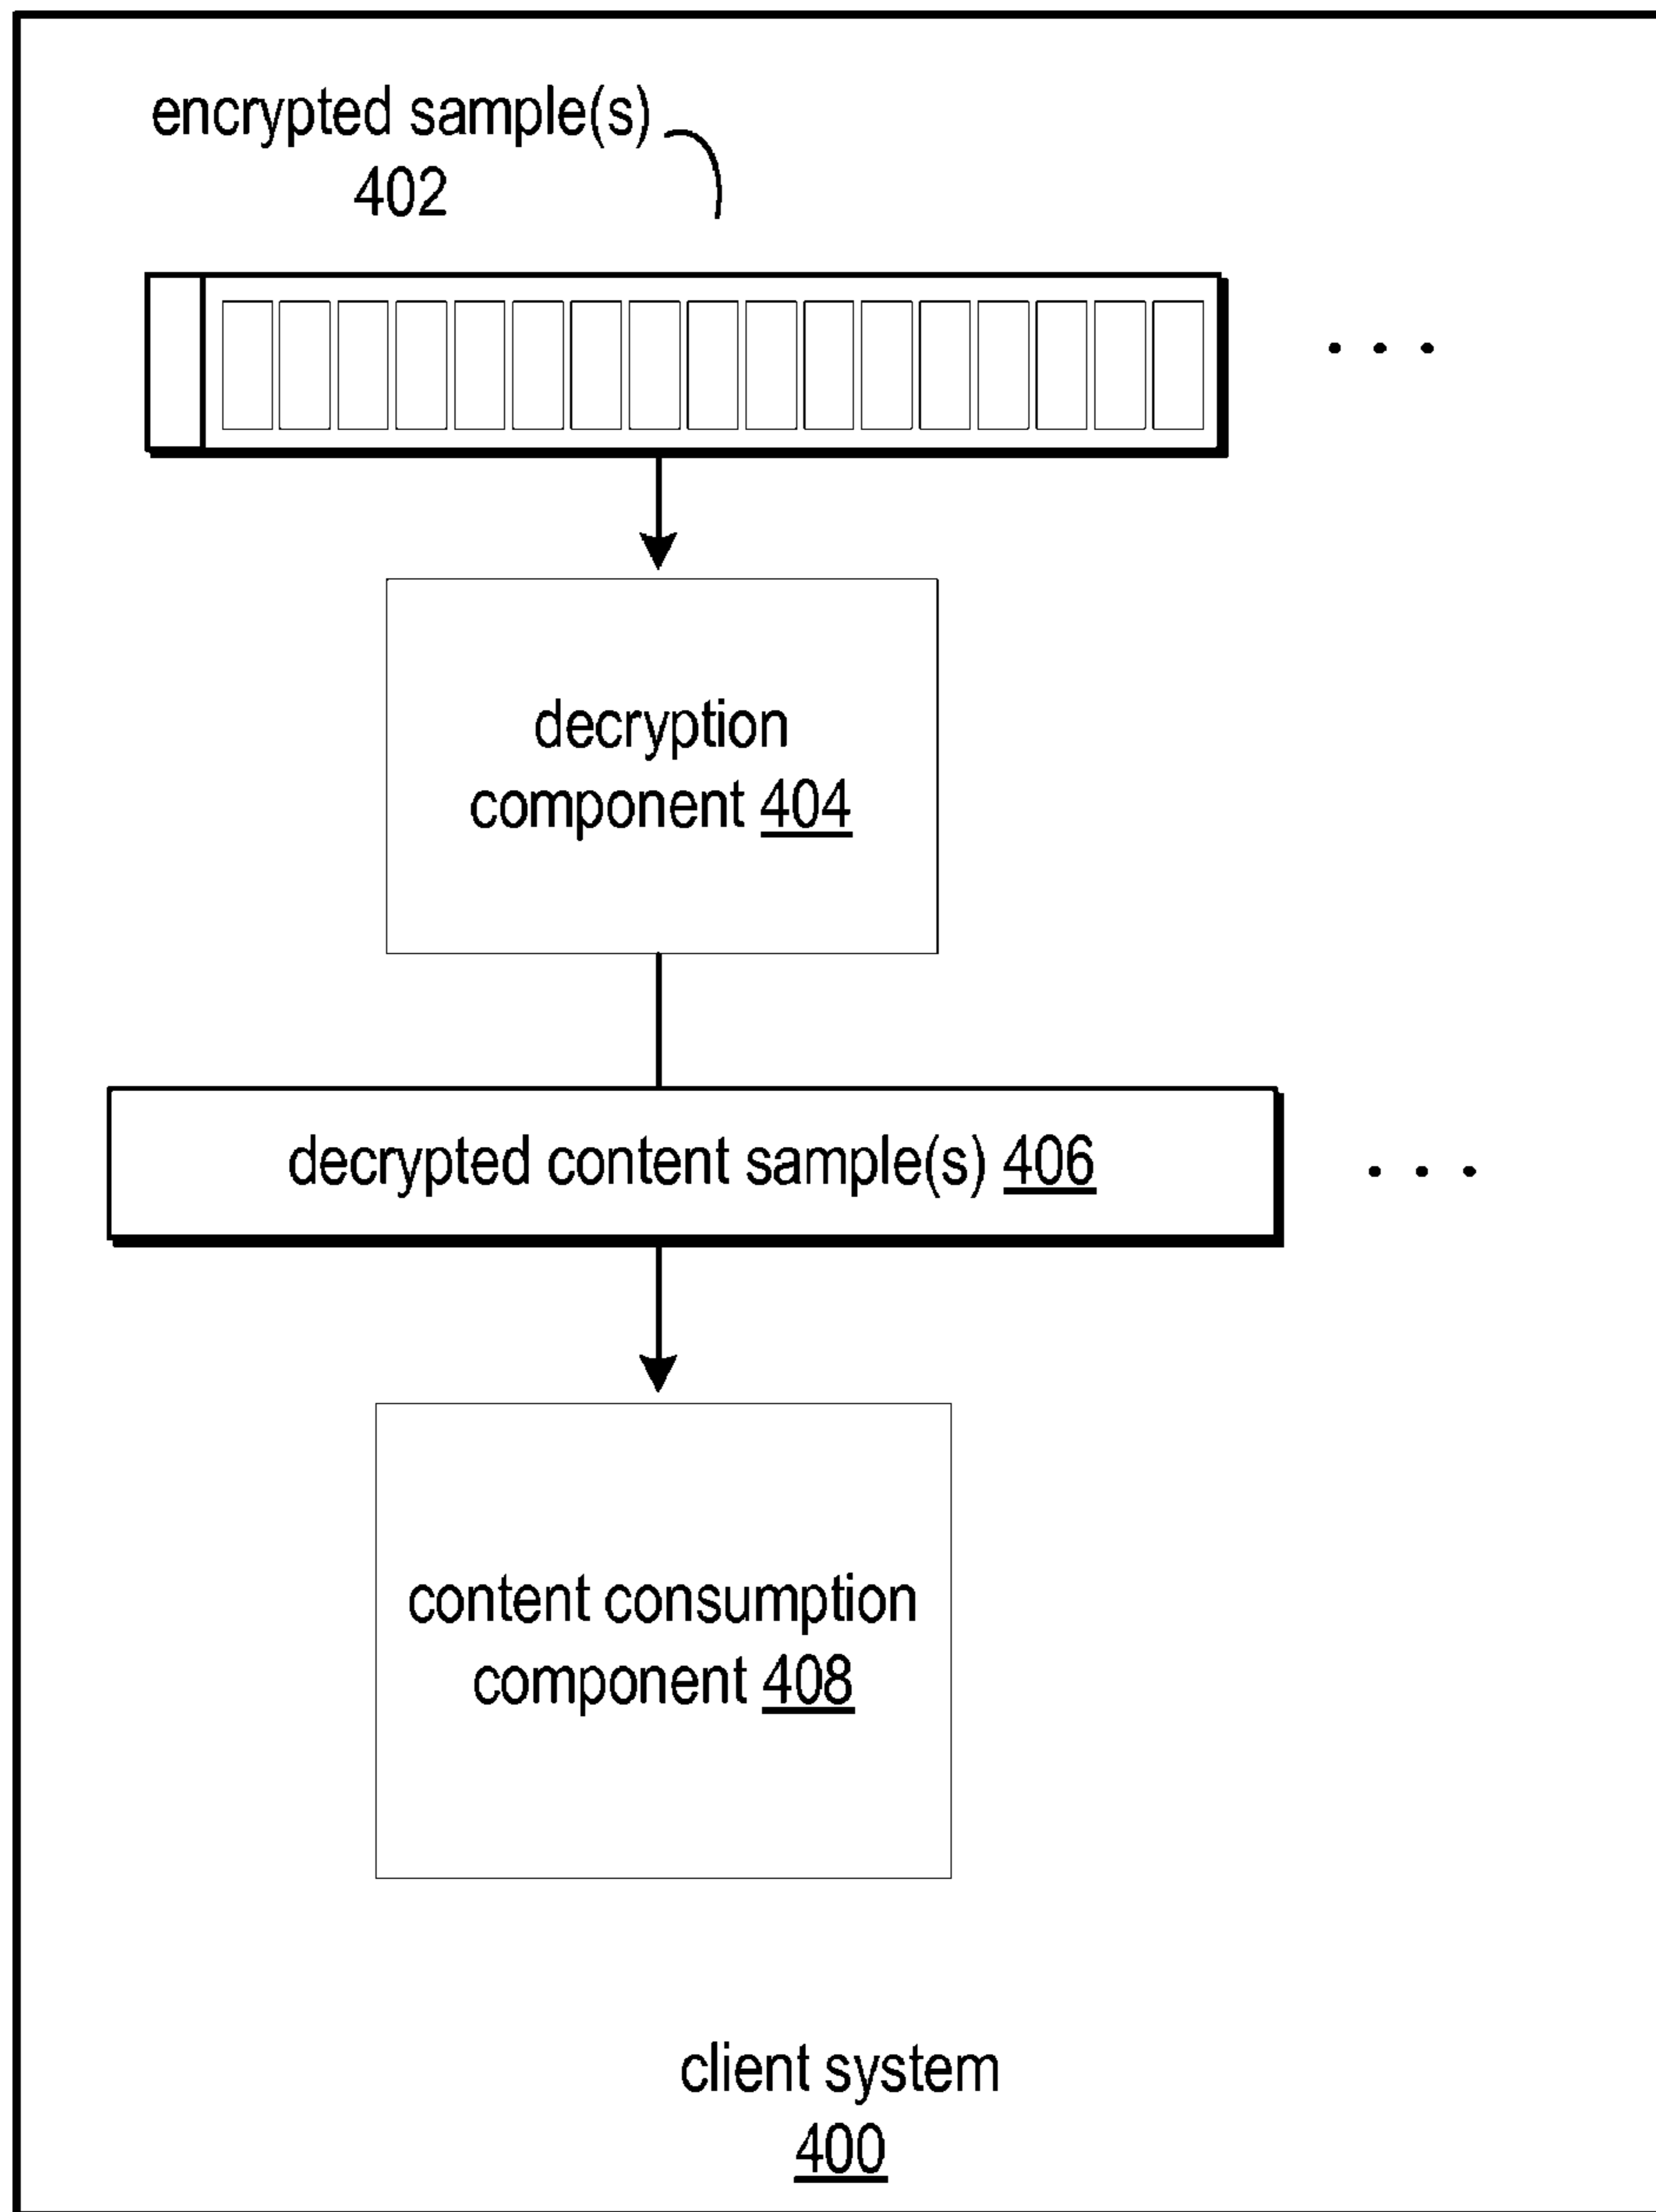 encrypted sample(s)
402
decryption
component 404
decrypted content sample(s) 406
content consumption
component 408
client system
400